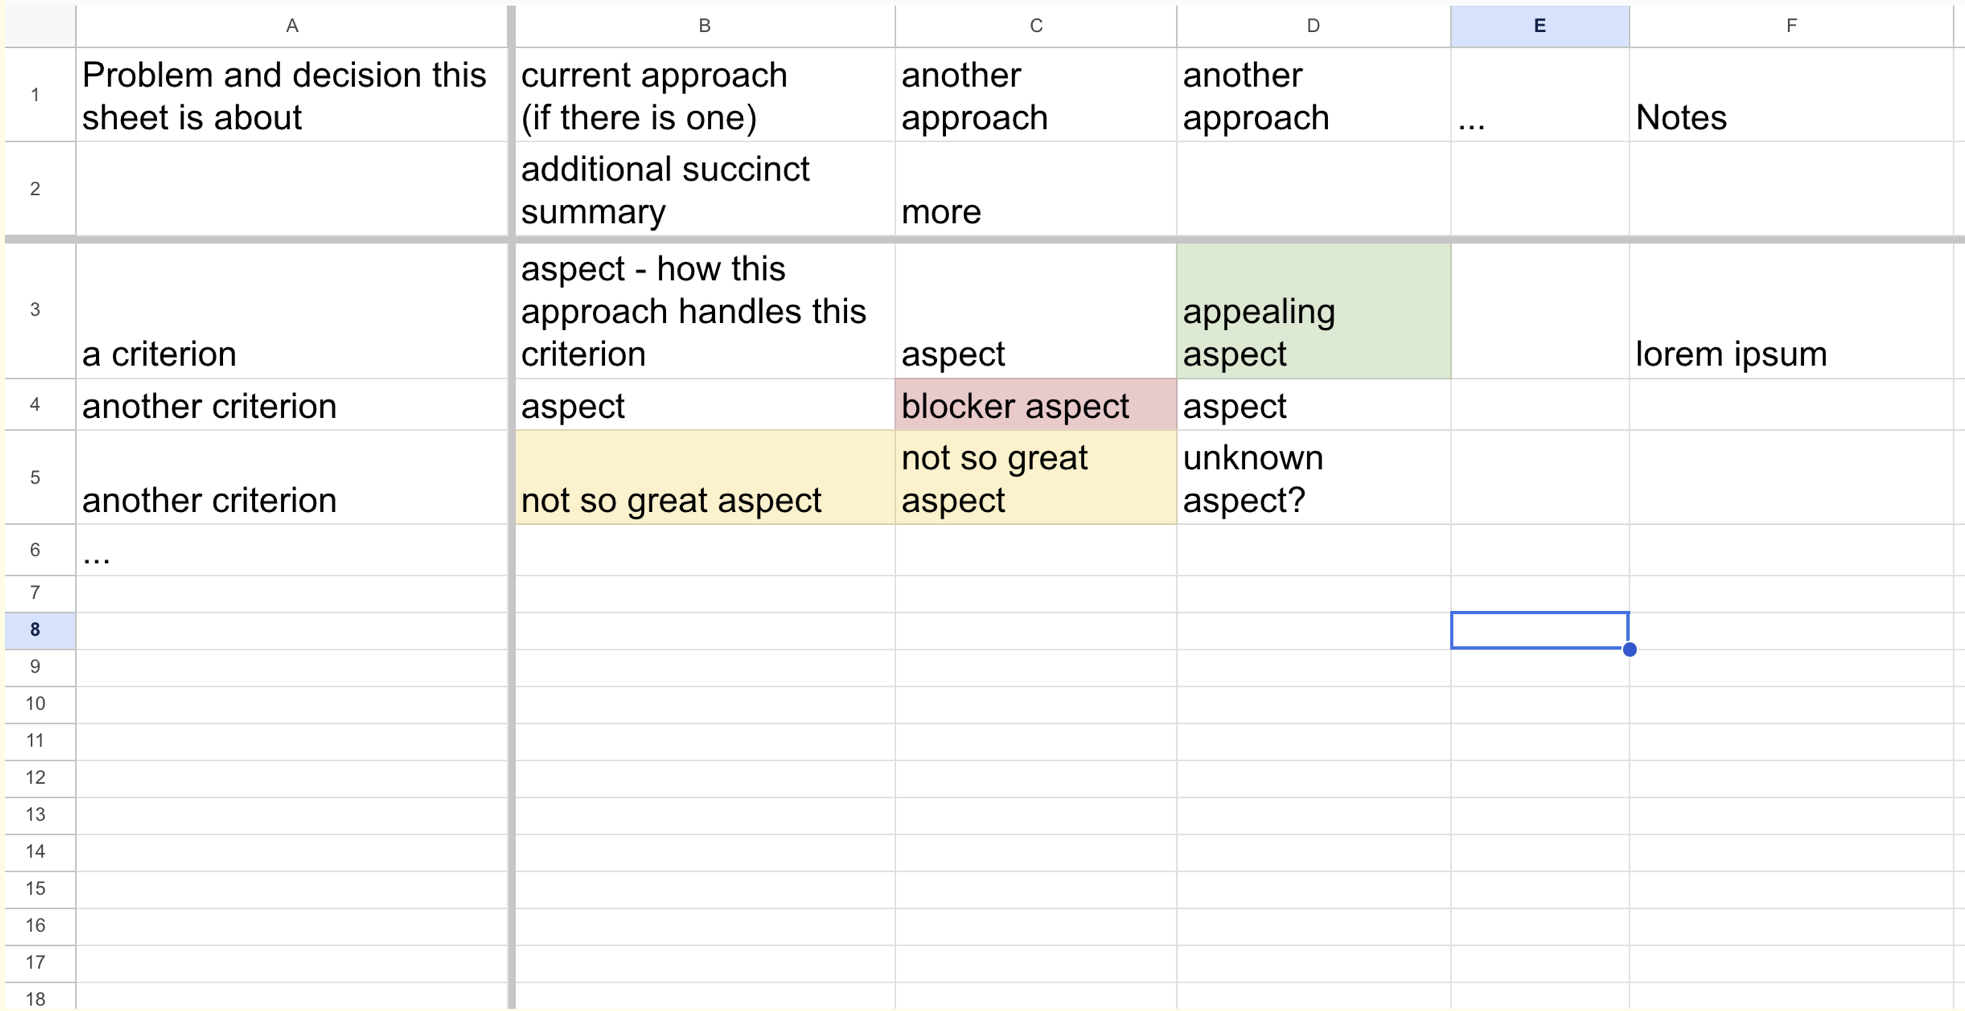 A B C D E F
1 Problem and decision this current approach another another
sheet is about (if there is one) approach approach ... Notes
2 additional succinct
summary more
3 aspect - how this
approach handles this appealing
a criterion criterion aspect aspect lorem ipsum
4 another criterion aspect blocker aspect aspect
5 not so great unknown
another criterion not so great aspect aspect aspect?
6 ...
7
8
9
10
11
12
13
14
15
16
17
18